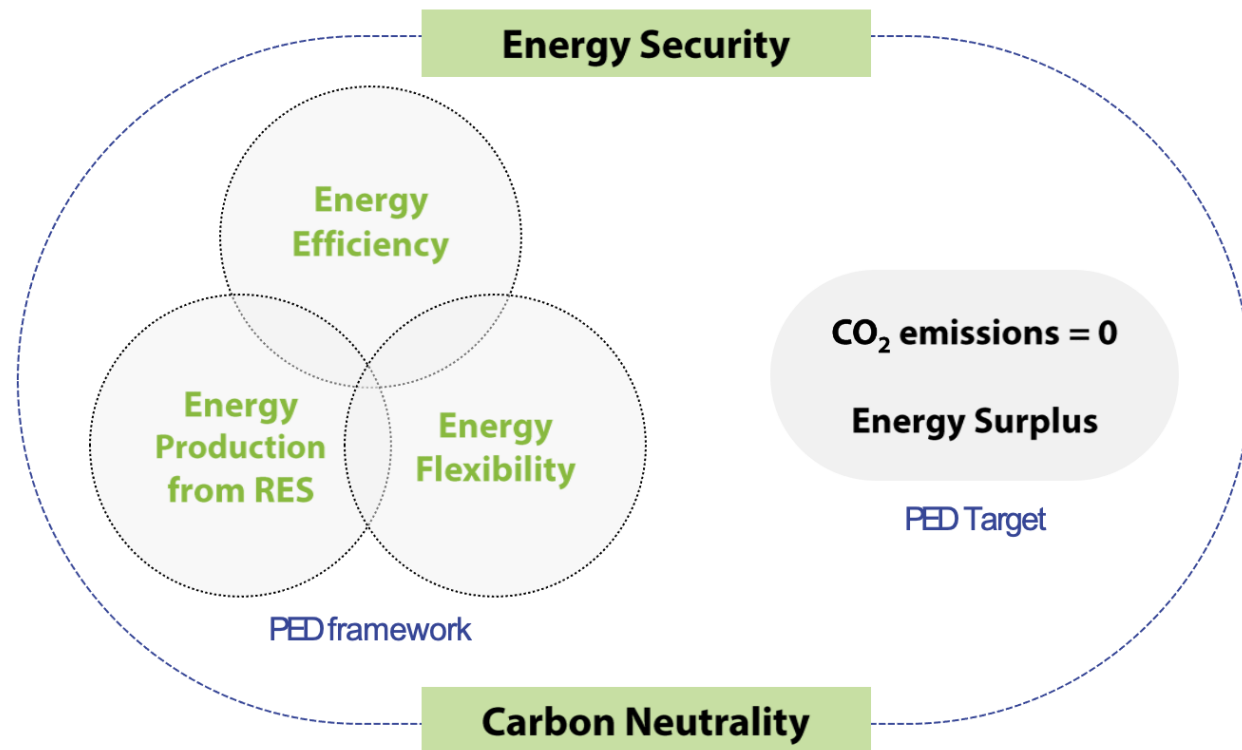 Energy Security
Energy
Efficiency
Energy
Production
from RES
Energy
Flexibility
PED framework
CO₂ emissions = 0
Energy Surplus
PED Target
Carbon Neutrality